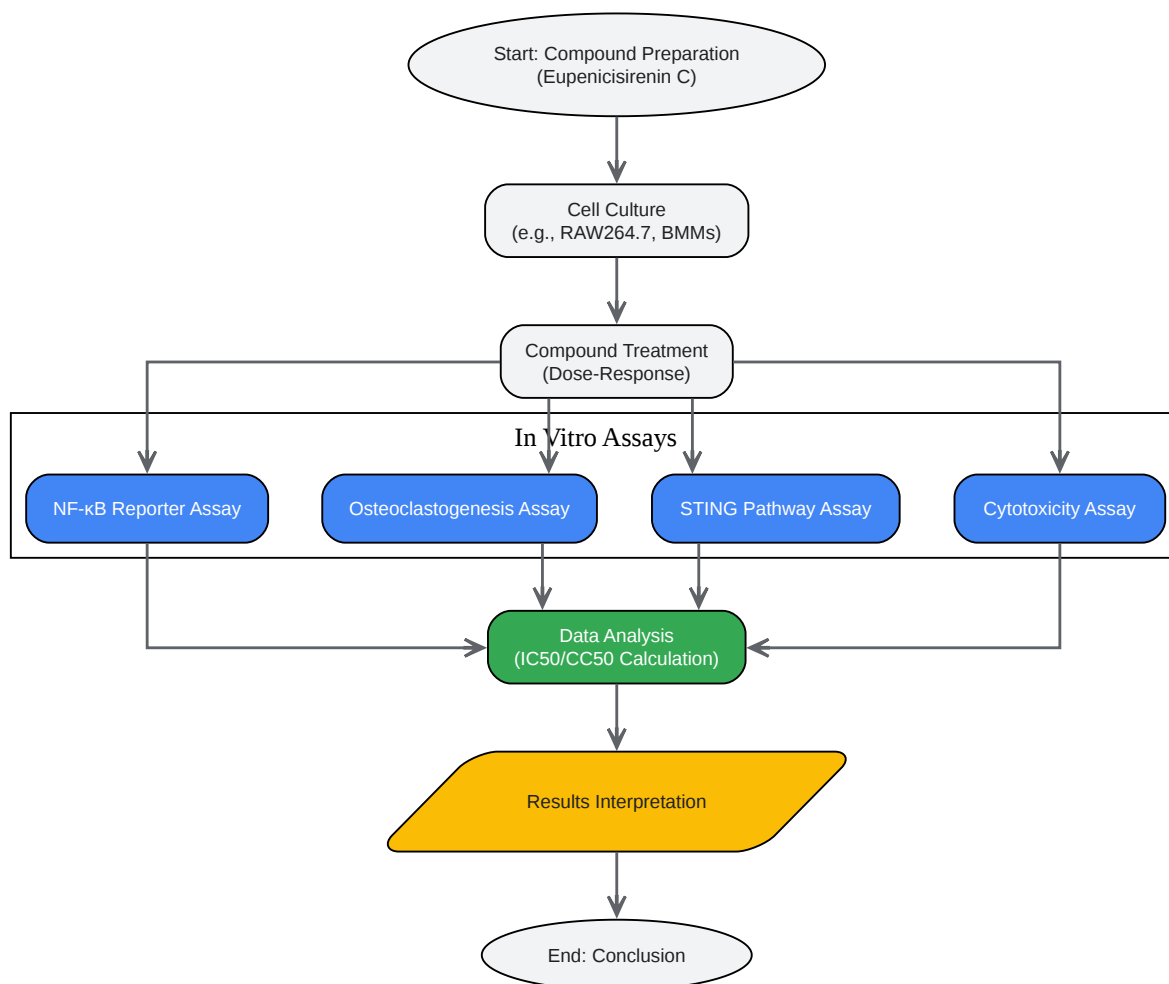 Start: Compound Preparation
(Eupenicisirenin C)
Cell Culture
(e.g., RAW264.7, BMMs)
Compound Treatment
(Dose-Response)
In Vitro Assays
NF-κB Reporter Assay
Osteoclastogenesis Assay
STING Pathway Assay
Cytotoxicity Assay
Data Analysis
(IC50/CC50 Calculation)
Results Interpretation
End: Conclusion